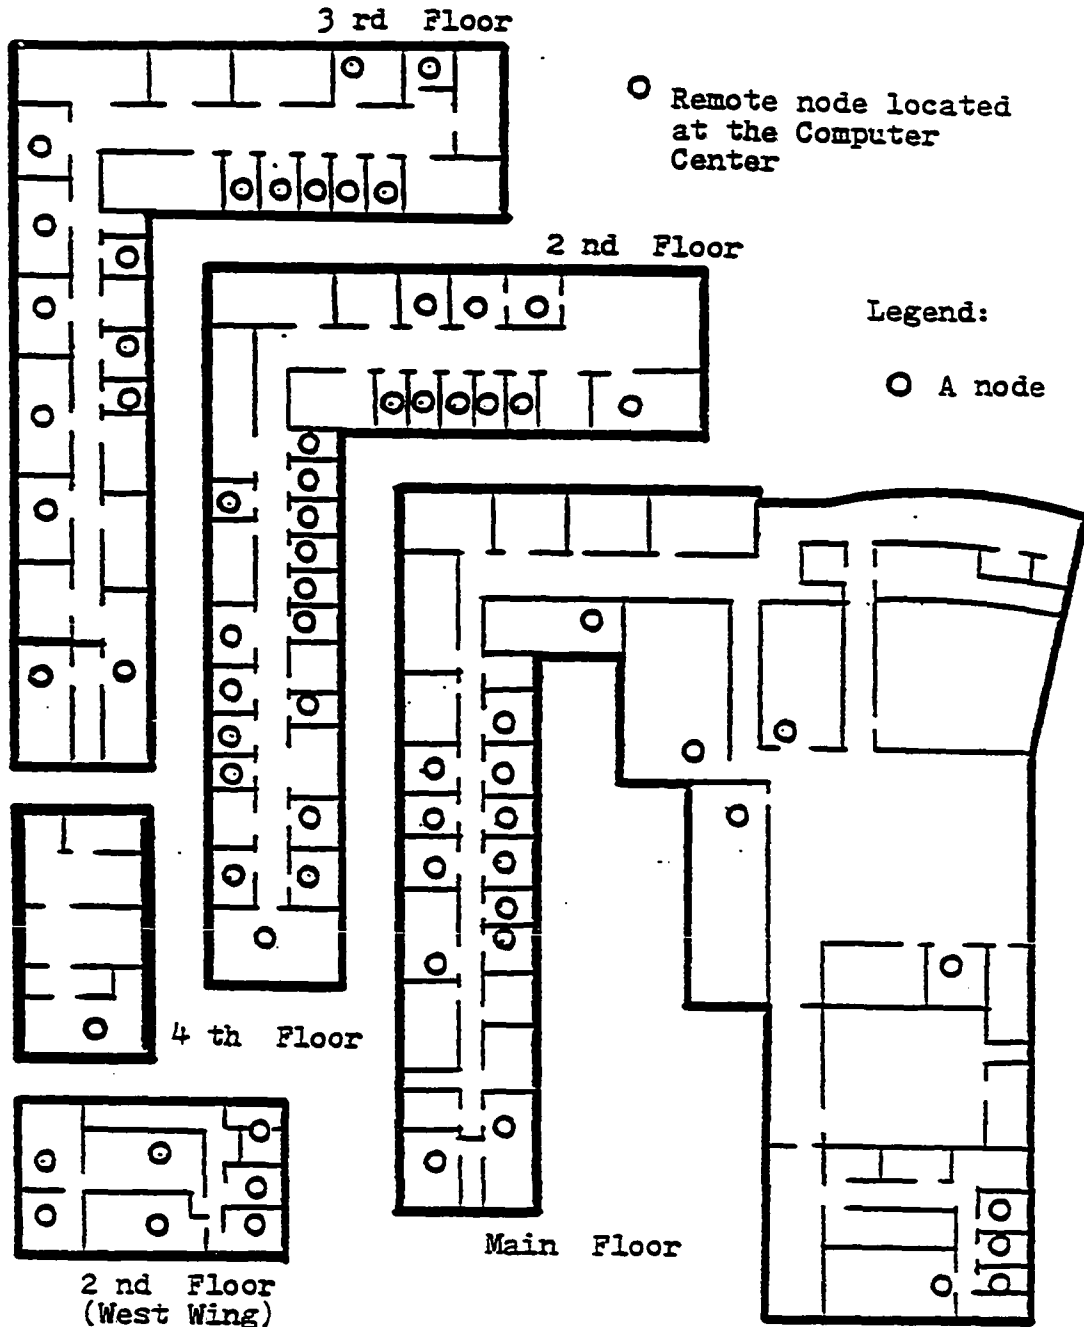 3 rd Floor
Remote node located
at the Computer
Center
2 nd Floor
Legend:
A node
4 th Floor
Main Floor
2 nd Floor
(West Wing)